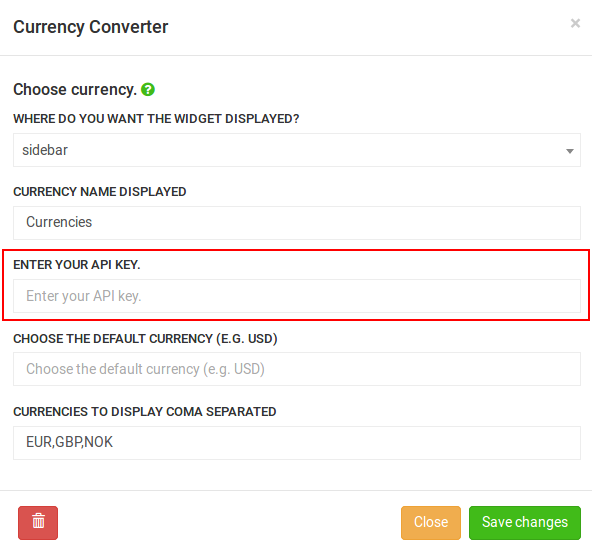 Currency Converter
×
Choose currency. ?
WHERE DO YOU WANT THE WIDGET DISPLAYED?
sidebar
CURRENCY NAME DISPLAYED
Currencies
ENTER YOUR API KEY.
Enter your API key.
CHOOSE THE DEFAULT CURRENCY (E.G. USD)
Choose the default currency (e.g. USD)
CURRENCIES TO DISPLAY COMA SEPARATED
EUR,GBP,NOK
Close Save changes